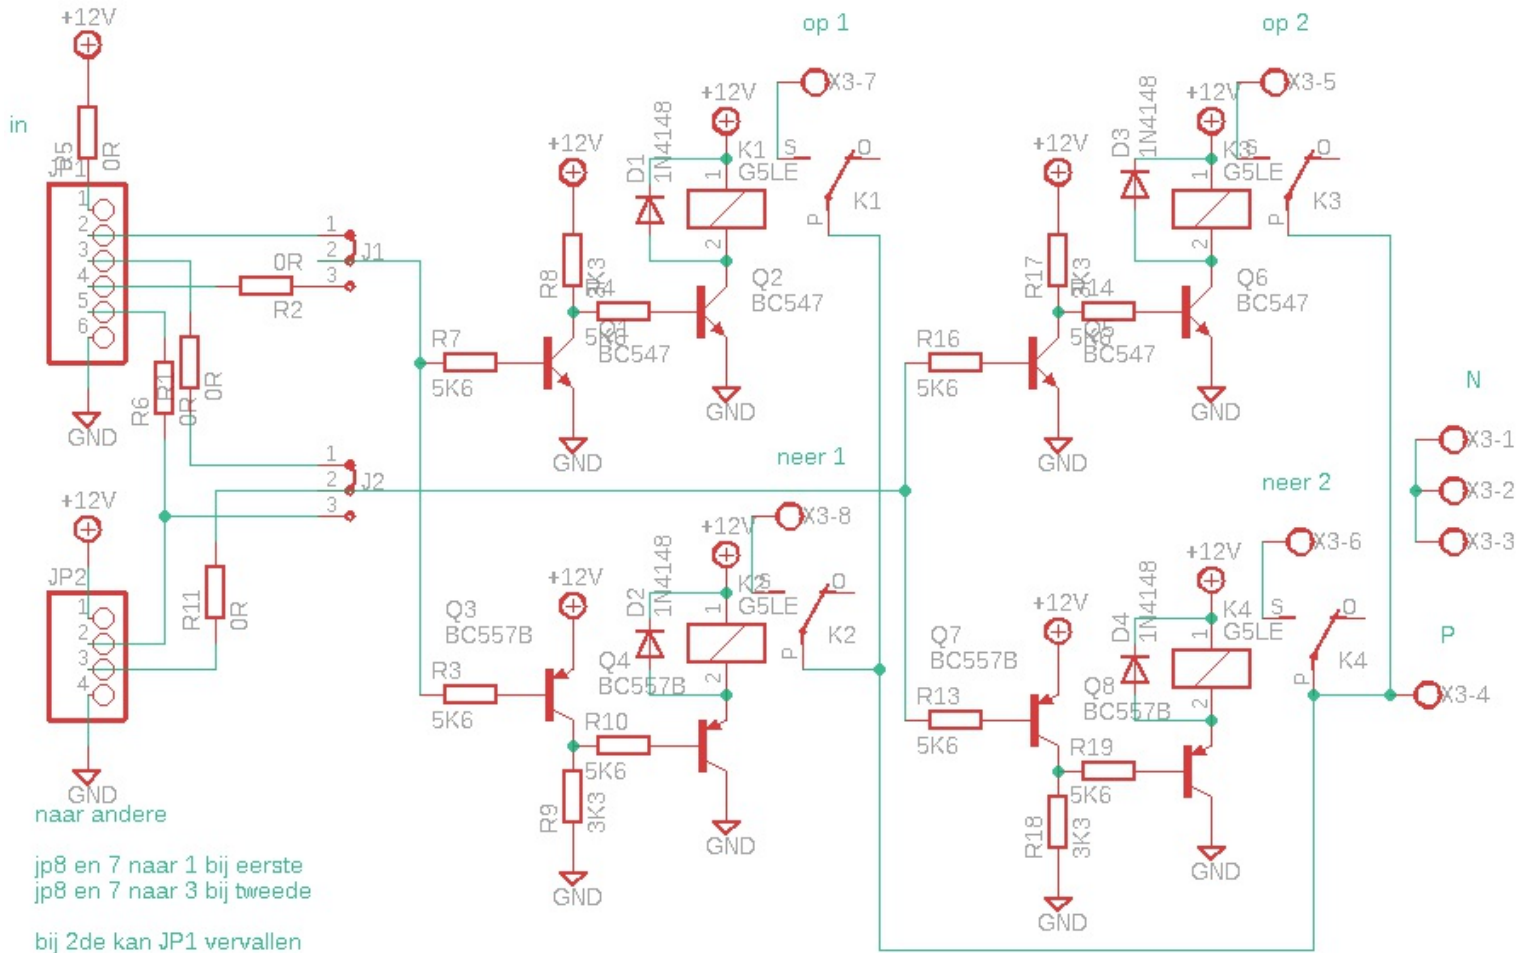 op 1
op 2
+12V
X3-7
X3-5
in
R5
0R
+12V
+12V
D1
1N4148
K1
G5LE
1
2
S
O
P
K1
D3
1N4148
+12V
+12V
K3
G5LE
1
2
S
O
P
K3
JP1
1
2
3
4
5
6
GND
1
2
3
J1
0R
R2
R8
3K3
R4
5K6
Q1
BC547
Q2
BC547
R7
5K6
GND
GND
R17
3K3
R14
5K6
Q5
BC547
Q6
BC547
R16
5K6
GND
GND
R6
0R
R1
0R
N
X3-1
X3-2
X3-3
neer 1
neer 2
1
2
3
J2
X3-8
X3-6
+12V
JP2
1
2
3
4
GND
R11
0R
+12V
+12V
D2
1N4148
K2
G5LE
1
2
S
O
P
K2
Q3
BC557B
Q4
BC557B
R3
5K6
R10
5K6
R9
3K3
GND
GND
+12V
+12V
D4
1N4148
K4
G5LE
1
2
S
O
P
K4
Q7
BC557B
Q8
BC557B
R13
5K6
R19
5K6
R18
3K3
GND
GND
P
X3-4
naar andere
jp8 en 7 naar 1 bij eerste
jp8 en 7 naar 3 bij tweede
bij 2de kan JP1 vervallen